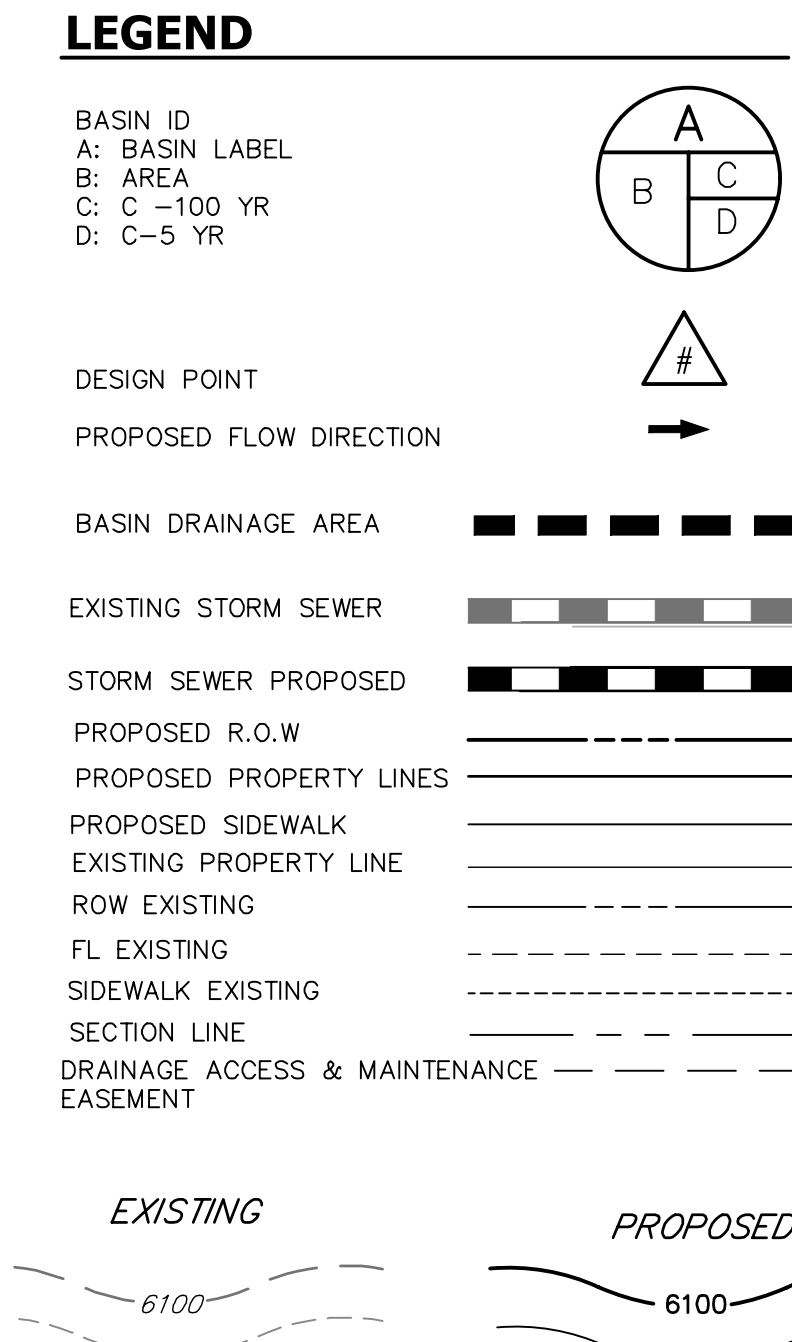 LEGEND
BASIN ID
A: BASIN LABEL
B: AREA
C: C –100 YR
D: C–5 YR
A
B
C
D
DESIGN POINT
#
PROPOSED FLOW DIRECTION
BASIN DRAINAGE AREA
EXISTING STORM SEWER
STORM SEWER PROPOSED
PROPOSED R.O.W
PROPOSED PROPERTY LINES
PROPOSED SIDEWALK
EXISTING PROPERTY LINE
ROW EXISTING
FL EXISTING
SIDEWALK EXISTING
SECTION LINE
DRAINAGE ACCESS & MAINTENANCE
EASEMENT
EXISTING
PROPOSED
6100
6100